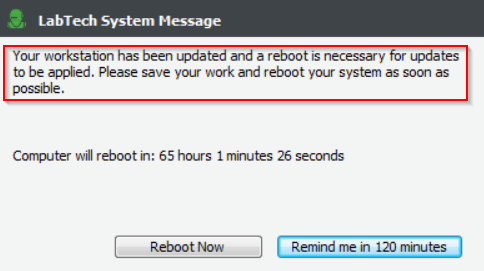 LabTech System Message
Your workstation has been updated and a reboot is necessary for updates
to be applied. Please save your work and reboot your system as soon as
possible.
Computer will reboot in: 65 hours 1 minutes 26 seconds
Reboot Now
Remind me in 120 minutes